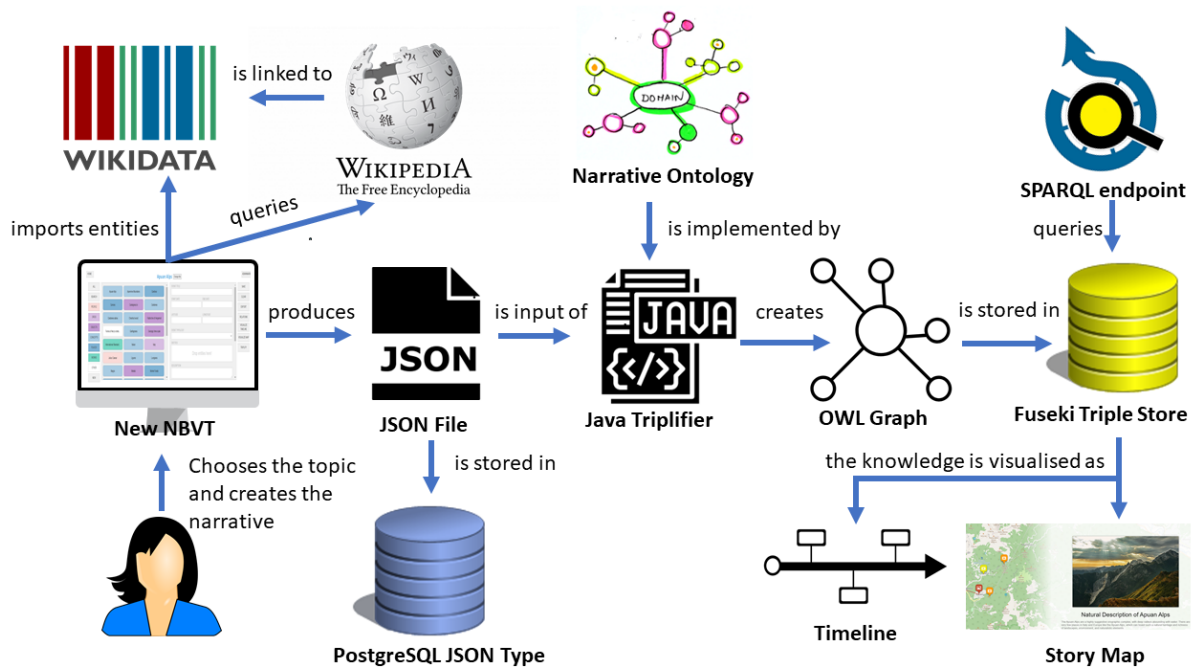 is linked to
WIKIDATA
WIKIPEDIA
The Free Encyclopedia
DOMAIN
Narrative Ontology
SPARQL endpoint
imports entities
queries
is implemented by
queries
produces
JSON
is input of
JAVA
</>
creates
is stored in
New NBVT
JSON File
Java Triplifier
OWL Graph
Fuseki Triple Store
Chooses the topic
and creates the
narrative
is stored in
the knowledge is visualised as
Natural Description of Apuan Alps
Timeline
PostgreSQL JSON Type
Story Map